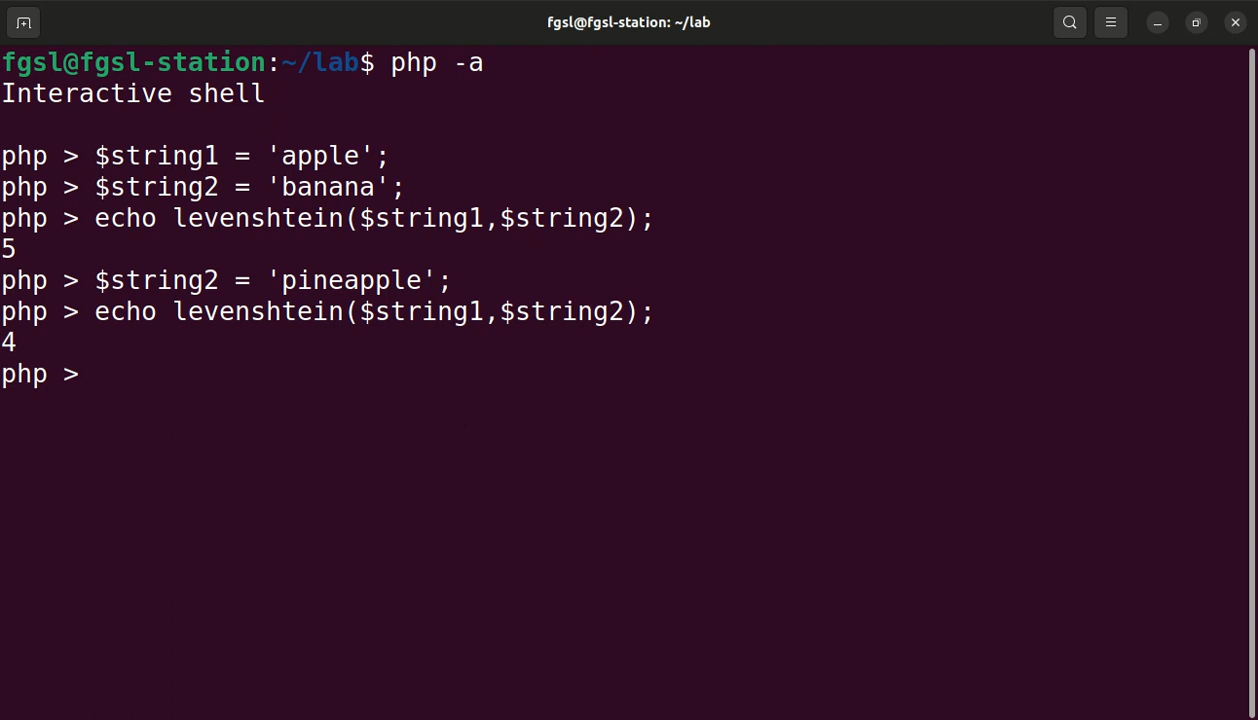 fgsl@fgsl-station: ~/lab
fgsl@fgsl-station:~/lab$ php -a
Interactive shell
php > $string1 = 'apple';
php > $string2 = 'banana';
php > echo levenshtein($string1,$string2);
5
php > $string2 = 'pineapple';
php > echo levenshtein($string1,$string2);
4
php >